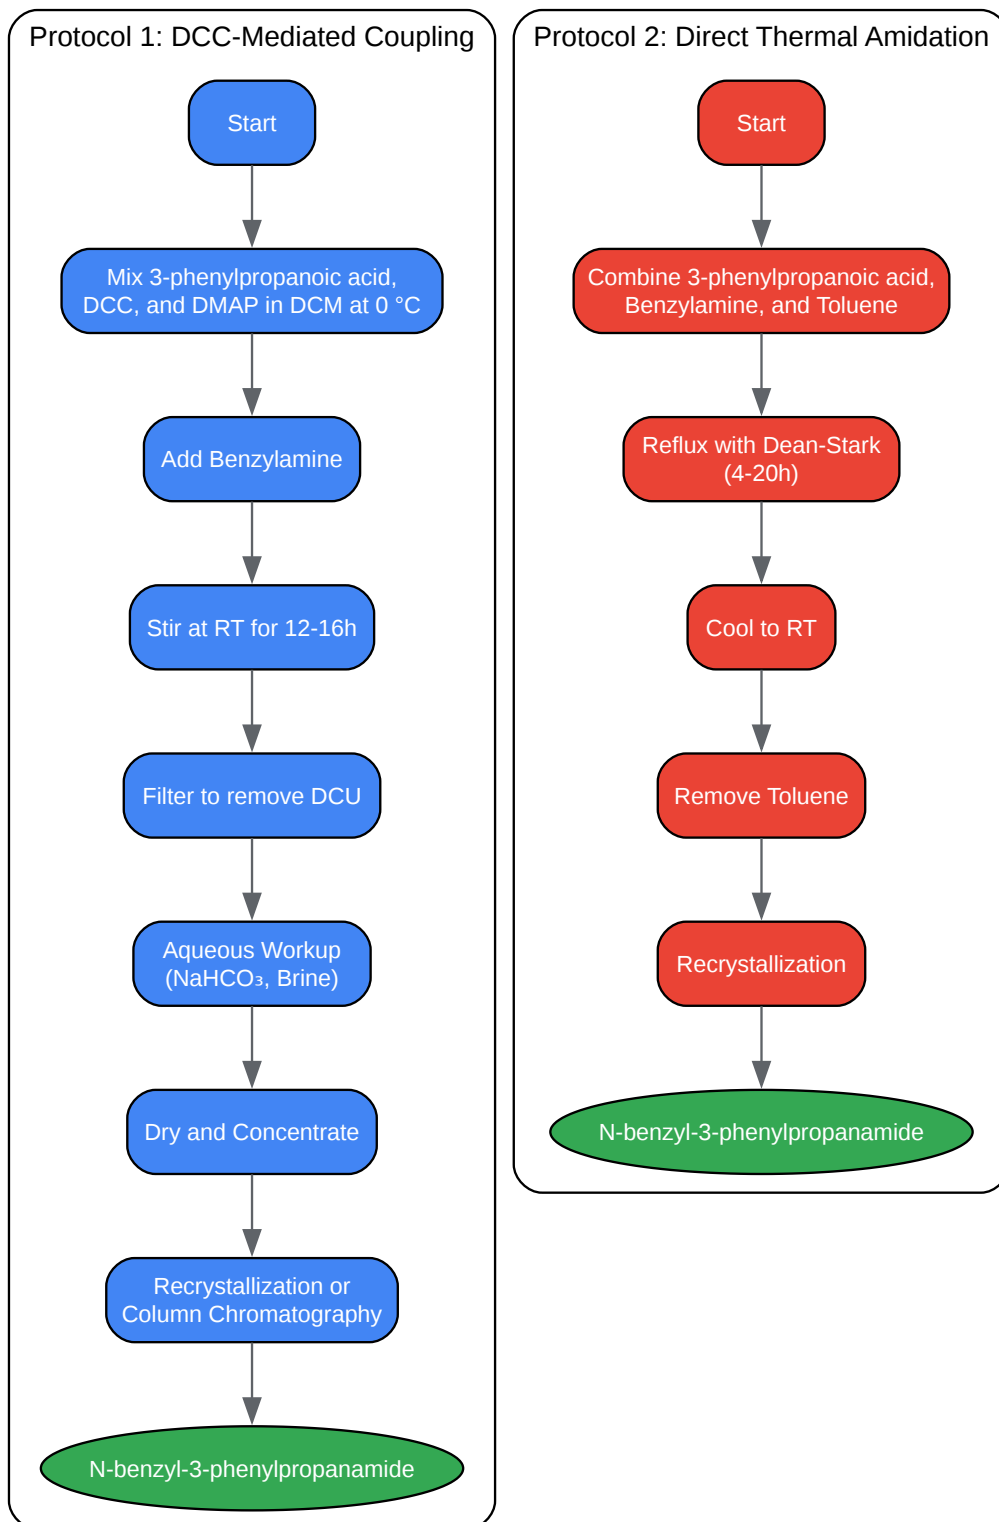 Protocol 1: DCC-Mediated Coupling
Start
Mix 3-phenylpropanoic acid,
DCC, and DMAP in DCM at 0 °C
Add Benzylamine
Stir at RT for 12-16h
Filter to remove DCU
Aqueous Workup
(NaHCO₃, Brine)
Dry and Concentrate
Recrystallization or
Column Chromatography
N-benzyl-3-phenylpropanamide
Protocol 2: Direct Thermal Amidation
Start
Combine 3-phenylpropanoic acid,
Benzylamine, and Toluene
Reflux with Dean-Stark
(4-20h)
Cool to RT
Remove Toluene
Recrystallization
N-benzyl-3-phenylpropanamide